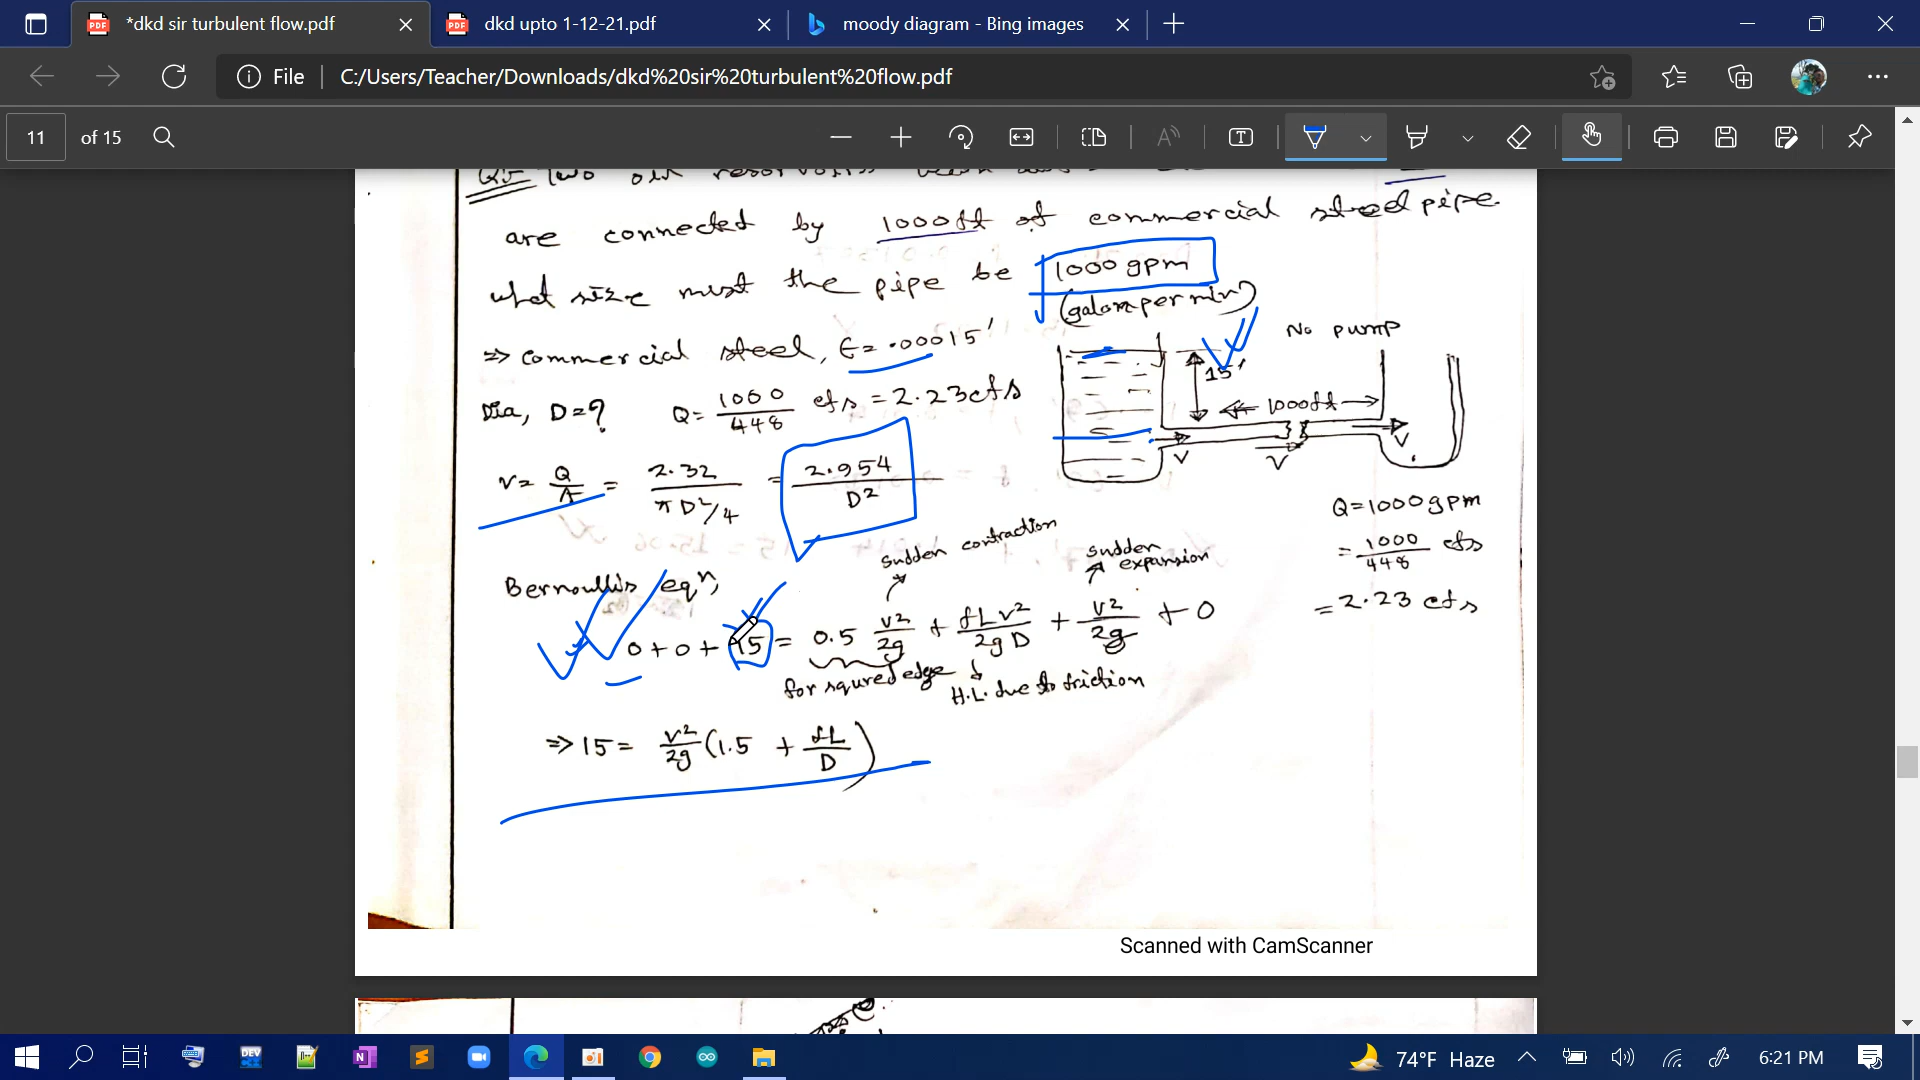 *dkd sir turbulent flow.pdf
dkd upto 1-12-21.pdf
moody diagram - Bing images
File
C:/Users/Teacher/Downloads/dkd%20sir%20turbulent%20flow.pdf
11 of 15
are connected by 1000ft of commercial steel pipe.
what size must the pipe be 1000 gpm
(galom per min)
No pump
⇒ commercial steel, ϵ = .00015'
15'
1000ft
Dia, D = ? Q = 1000/448 cfs = 2.23 cfs
V
V
V
v = Q/A = 2.32/(πD²/4) = 2.954/D²
Q = 1000 gpm
= 1000/448 cfs
= 2.23 cfs
sudden contraction
sudden expansion
Bernoullis eqⁿ,
0 + 0 + 15 = 0.5 v²/2g + fLv²/2gD + v²/2g + 0
for squred edge
H.L. due to friction
⇒ 15 = v²/2g (1.5 + fL/D)
Scanned with CamScanner
74°F Haze
6:21 PM